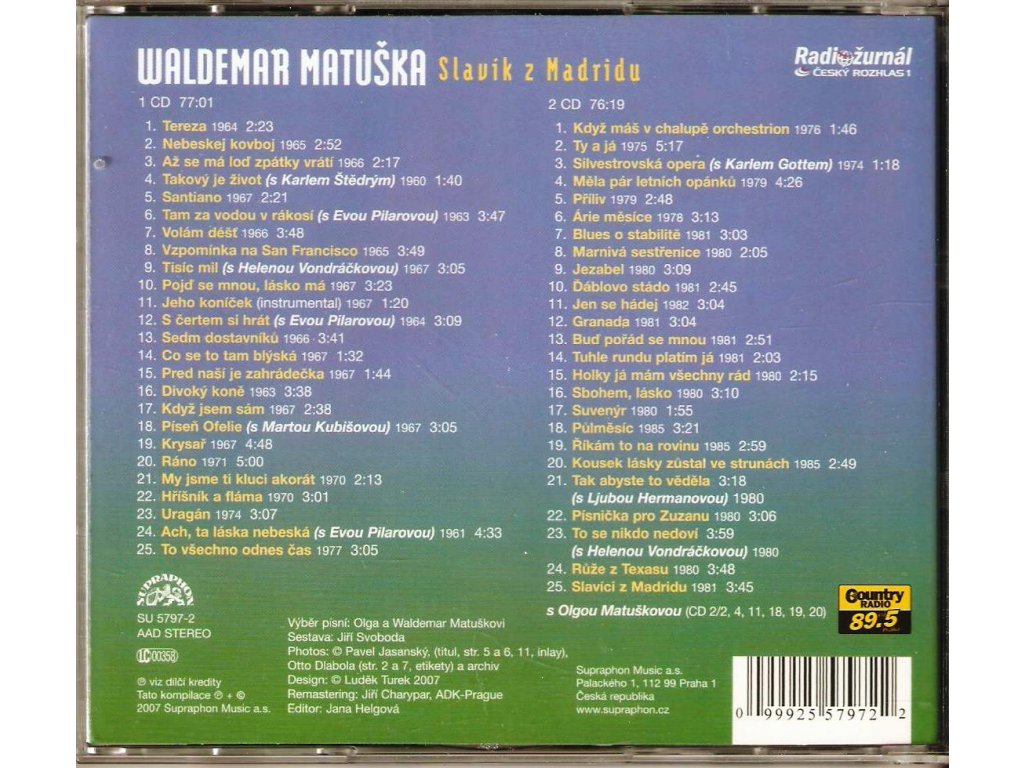 WALDEMAR MATUŠKA Slavík z Madridu
Radiožurnál
ČESKÝ ROZHLAS 1
1 CD 77:01
1. Tereza 1964 2:23
2. Nebeskej kovboj 1965 2:52
3. Až se má loď zpátky vrátí 1966 2:17
4. Takový je život (s Karlem Štědrým) 1960 1:40
5. Santiano 1967 2:21
6. Tam za vodou v rákosí (s Evou Pilarovou) 1963 3:47
7. Volám déšť 1966 3:48
8. Vzpomínka na San Francisco 1965 3:49
9. Tisíc mil (s Helenou Vondráčkovou) 1967 3:05
10. Pojď se mnou, lásko má 1967 3:23
11. Jeho koníček (instrumental) 1967 1:20
12. S čertem si hrát (s Evou Pilarovou) 1964 3:09
13. Sedm dostavníků 1966 3:41
14. Co se to tam blýská 1967 1:32
15. Pred naší je zahrádečka 1967 1:44
16. Divoký koně 1963 3:38
17. Když jsem sám 1967 2:38
18. Píseň Ofelie (s Martou Kubišovou) 1967 3:05
19. Krysař 1967 4:48
20. Ráno 1971 5:00
21. My jsme ti kluci akorát 1970 2:13
22. Hříšník a fláma 1970 3:01
23. Uragán 1974 3:07
24. Ach, ta láska nebeská (s Evou Pilarovou) 1961 4:33
25. To všechno odnes čas 1977 3:05
2 CD 76:19
1. Když máš v chalupě orchestrion 1976 1:46
2. Ty a já 1975 5:17
3. Silvestrovská opera (s Karlem Gottem) 1974 1:18
4. Měla pár letních opánků 1979 4:26
5. Příliv 1979 2:48
6. Árie měsíce 1978 3:13
7. Blues o stabilitě 1981 3:03
8. Marnivá sestřenice 1980 2:05
9. Jezabel 1980 3:09
10. Ďáblovo stádo 1981 2:45
11. Jen se hádej 1982 3:04
12. Granada 1981 3:04
13. Buď pořád se mnou 1981 2:51
14. Tuhle rundu platím já 1981 2:03
15. Holky já mám všechny rád 1980 2:15
16. Sbohem, lásko 1980 3:10
17. Suvenýr 1980 1:55
18. Půlměsíc 1985 3:21
19. Říkám to na rovinu 1985 2:59
20. Kousek lásky zůstal ve strunách 1985 2:49
21. Tak abyste to věděla 3:18
(s Ljubou Hermanovou) 1980
22. Písnička pro Zuzanu 1980 3:06
23. To se nikdo nedoví 3:59
(s Helenou Vondráčkovou) 1980
24. Růže z Texasu 1980 3:48
25. Slavíci z Madridu 1981 3:45
s Olgou Matuškovou (CD 2/2, 4, 11, 18, 19, 20)
Country
RADIO
89.5
SUPRAPHON
SU 5797-2
AAD STEREO
LC 00358
℗ viz dílčí kredity
Tato kompilace ℗ + ©
2007 Supraphon Music a.s.
Výběr písní: Olga a Waldemar Matuškovi
Sestava: Jiří Svoboda
Photos: © Pavel Jasanský, (titul, str. 5 a 6, 11, inlay),
Otto Dlabola (str. 2 a 7, etikety) a archiv
Design: © Luděk Turek 2007
Remastering: Jiří Charypar, ADK-Prague
Editor: Jana Helgová
Supraphon Music a.s.
Palackého 1, 112 99 Praha 1
Česká republika
www.supraphon.cz
0 99925 57972 2